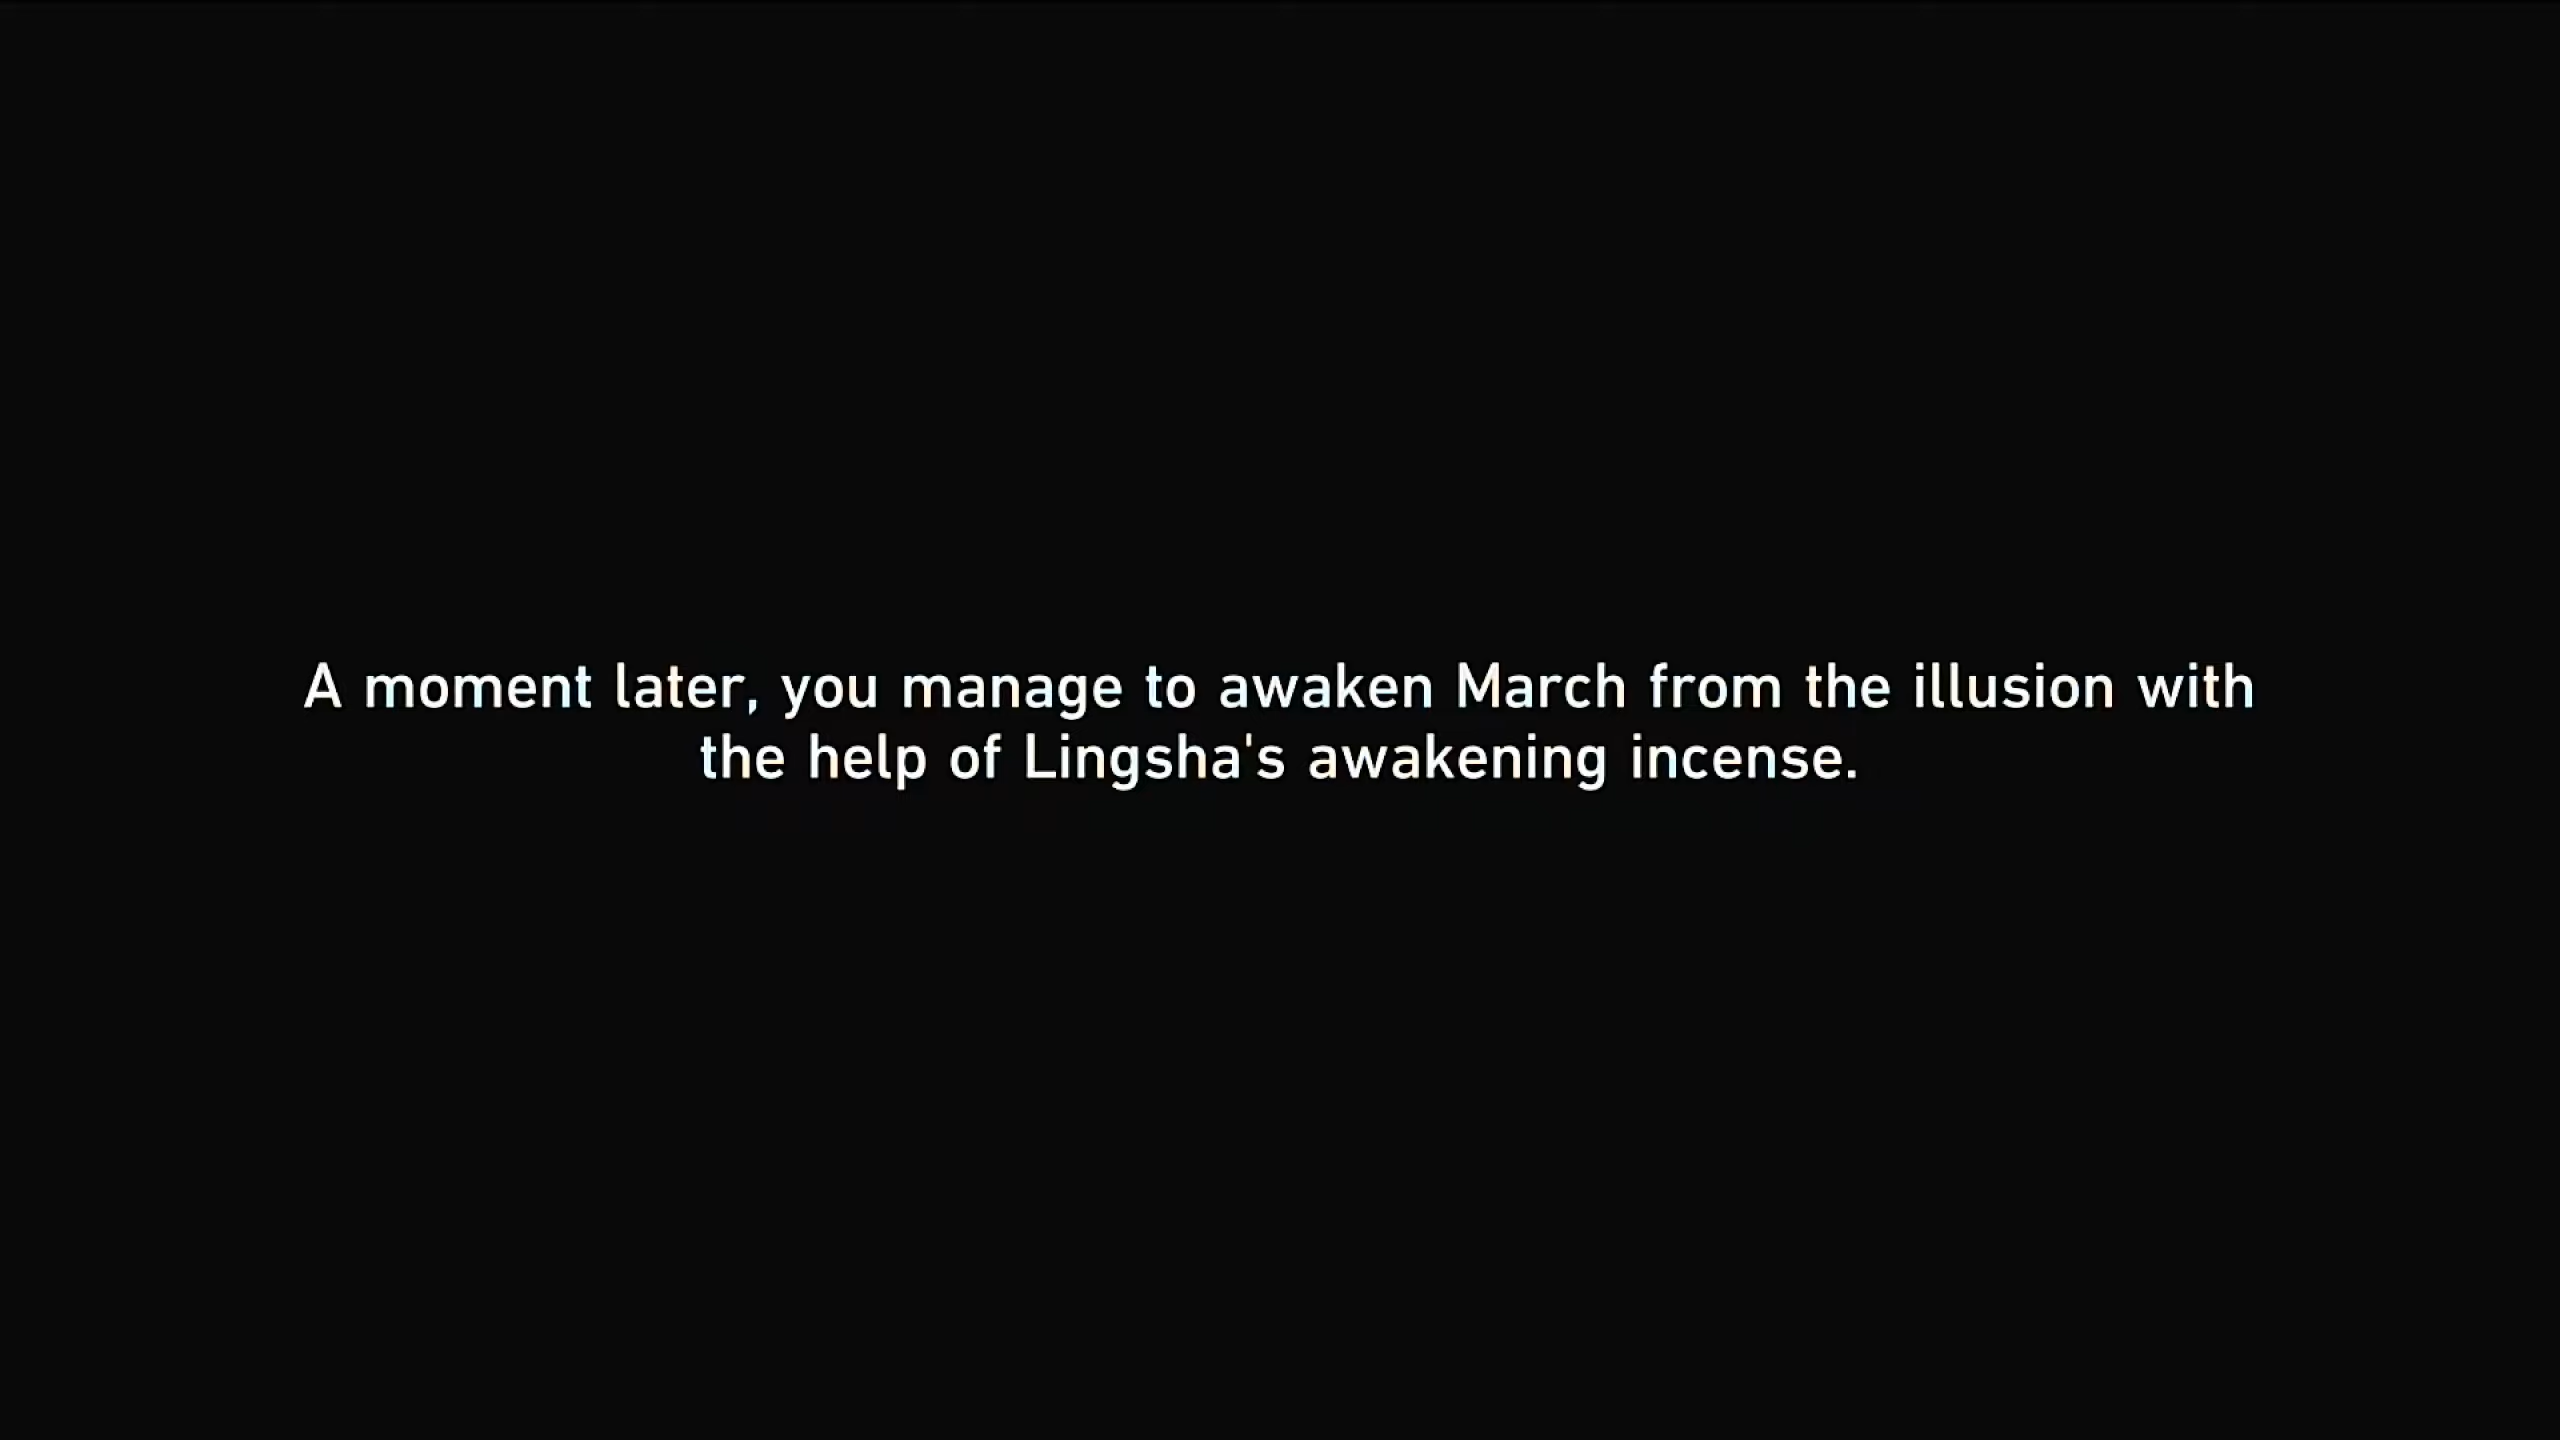 A moment later, you manage to awaken March from the illusion with
the help of Lingsha's awakening incense.